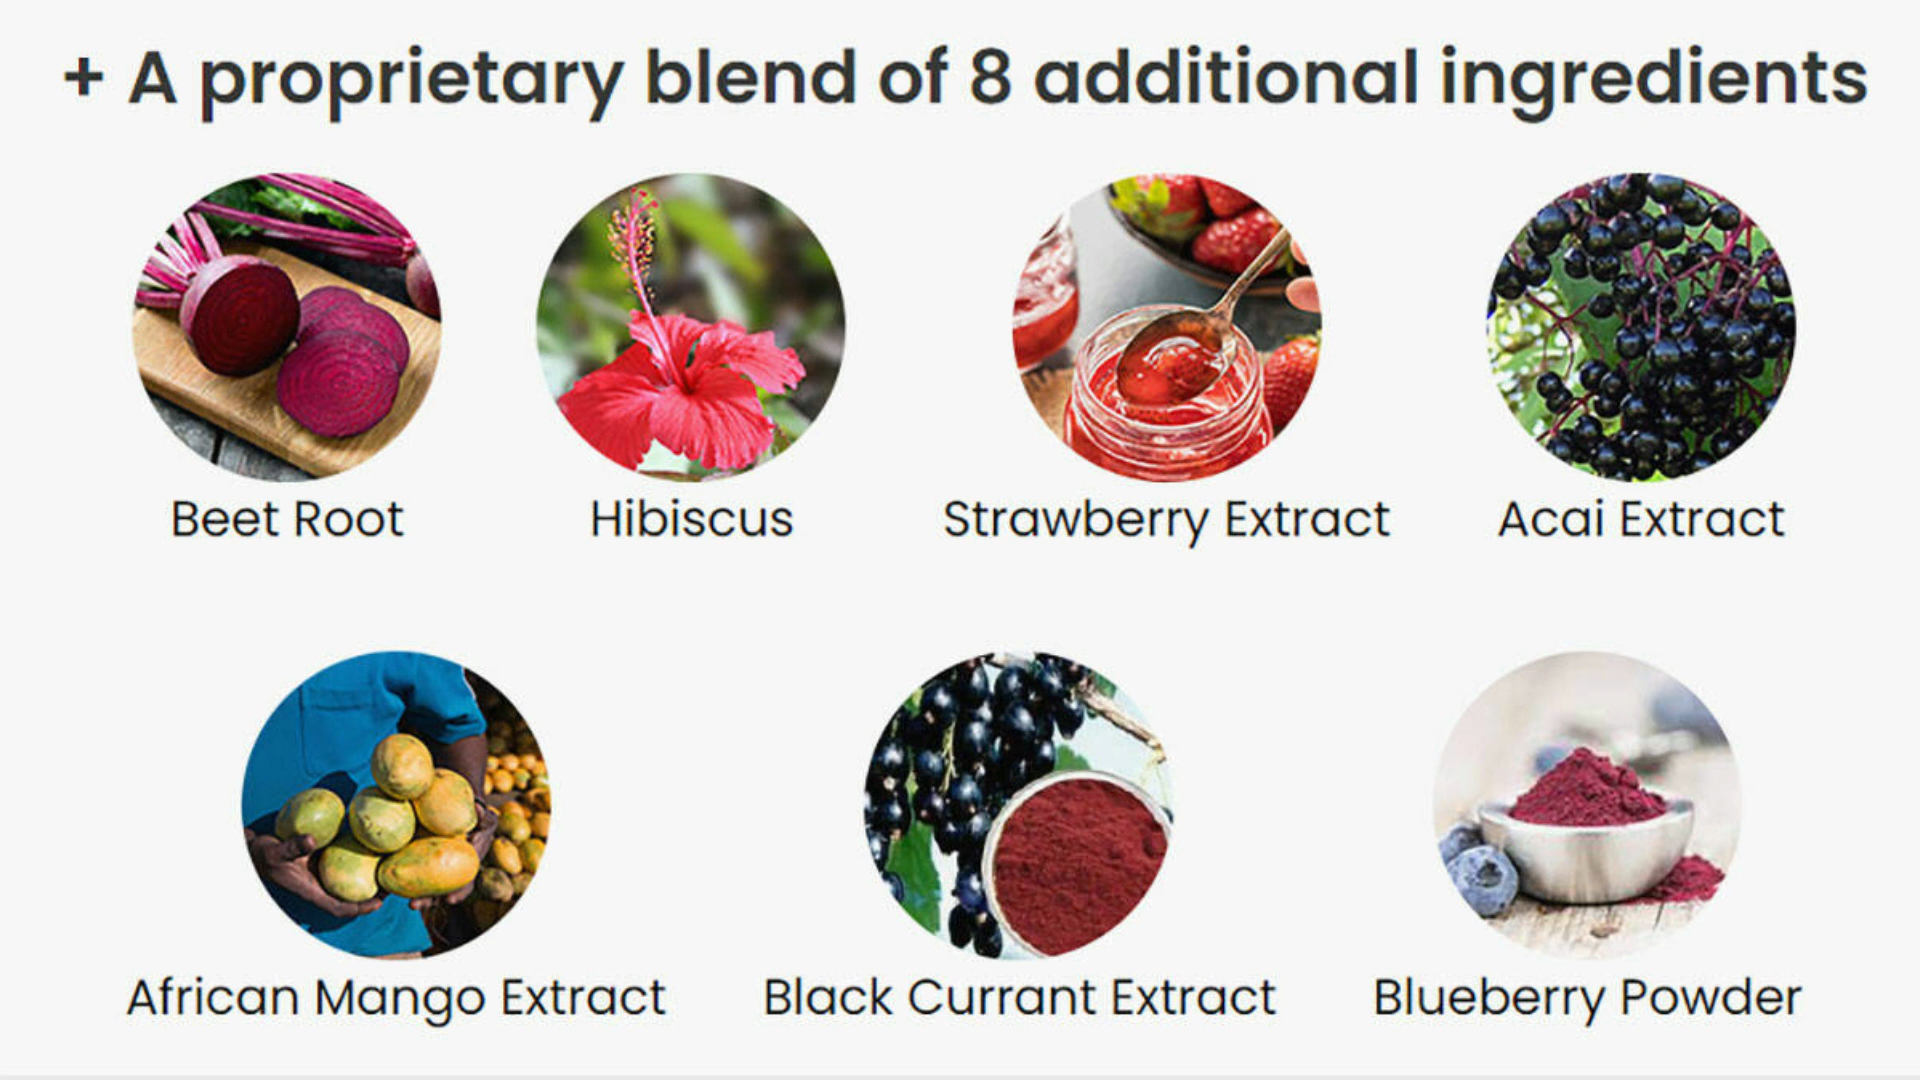 + A proprietary blend of 8 additional ingredients
Beet Root
Hibiscus
Strawberry Extract
Acai Extract
African Mango Extract
Black Currant Extract
Blueberry Powder